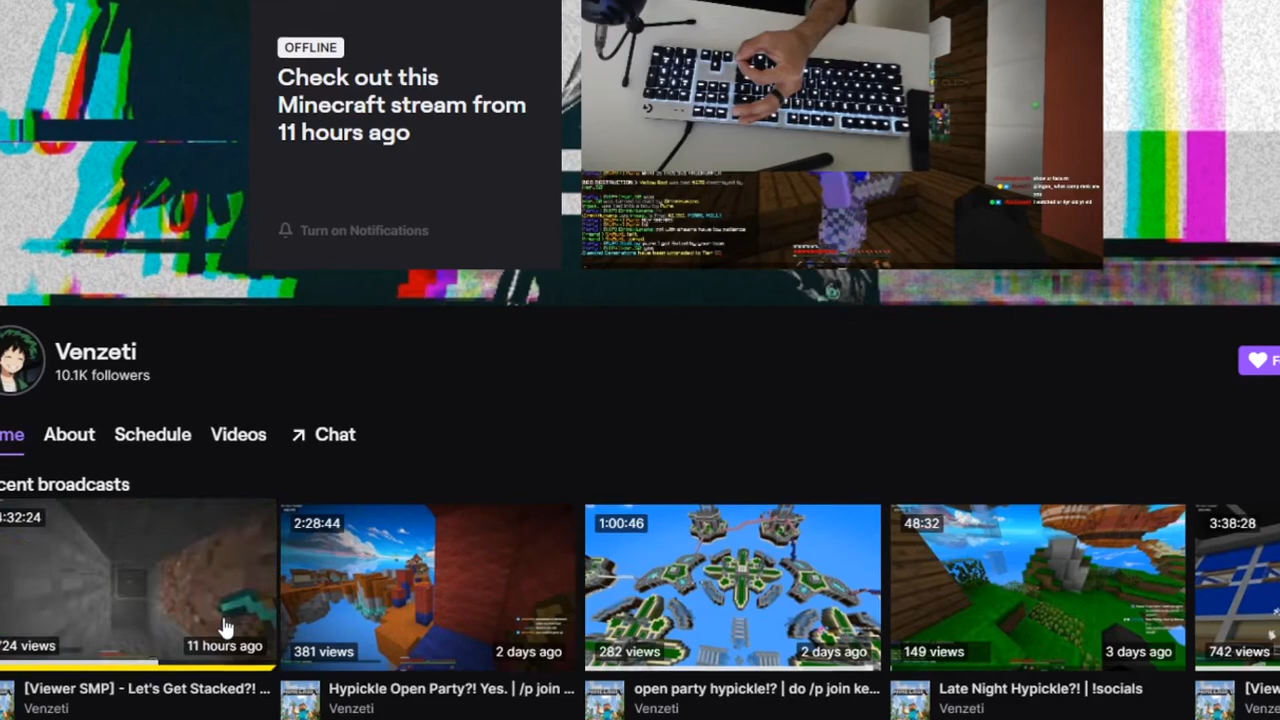 OFFLINE
Check out this
Minecraft stream from
11 hours ago
Turn on Notifications
Venzeti
10.1K followers
me
About
Schedule
Videos
Chat
cent broadcasts
:32:24
2:28:44
1:00:46
48:32
3:38:28
24 views
11 hours ago
381 views
2 days ago
282 views
2 days ago
149 views
3 days ago
742 views
[Viewer SMP] - Let's Get Stacked?! ...
Venzeti
Hypickle Open Party?! Yes. | /p join ...
Venzeti
open party hypickle!? | do /p join ke...
Venzeti
Late Night Hypickle?! | !socials
Venzeti
[View
Venze